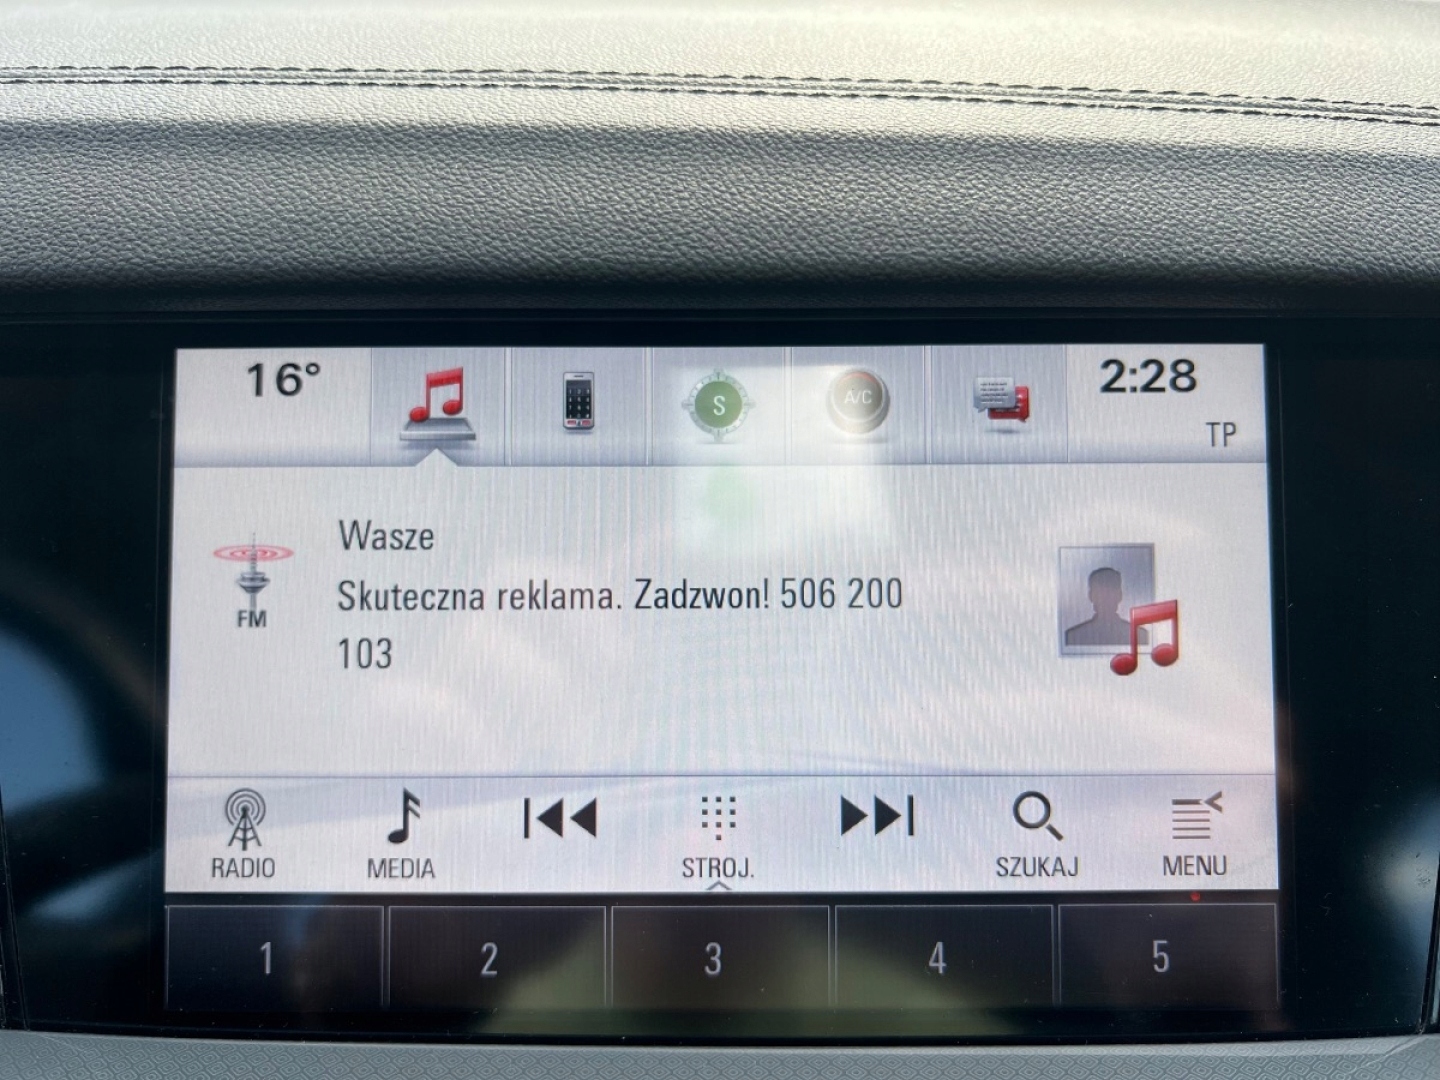 16°
S
A/C
2:28
TP
Wasze
FM
Skuteczna reklama. Zadzwon! 506 200
103
RADIO
MEDIA
STROJ.
SZUKAJ
MENU
1
2
3
4
5